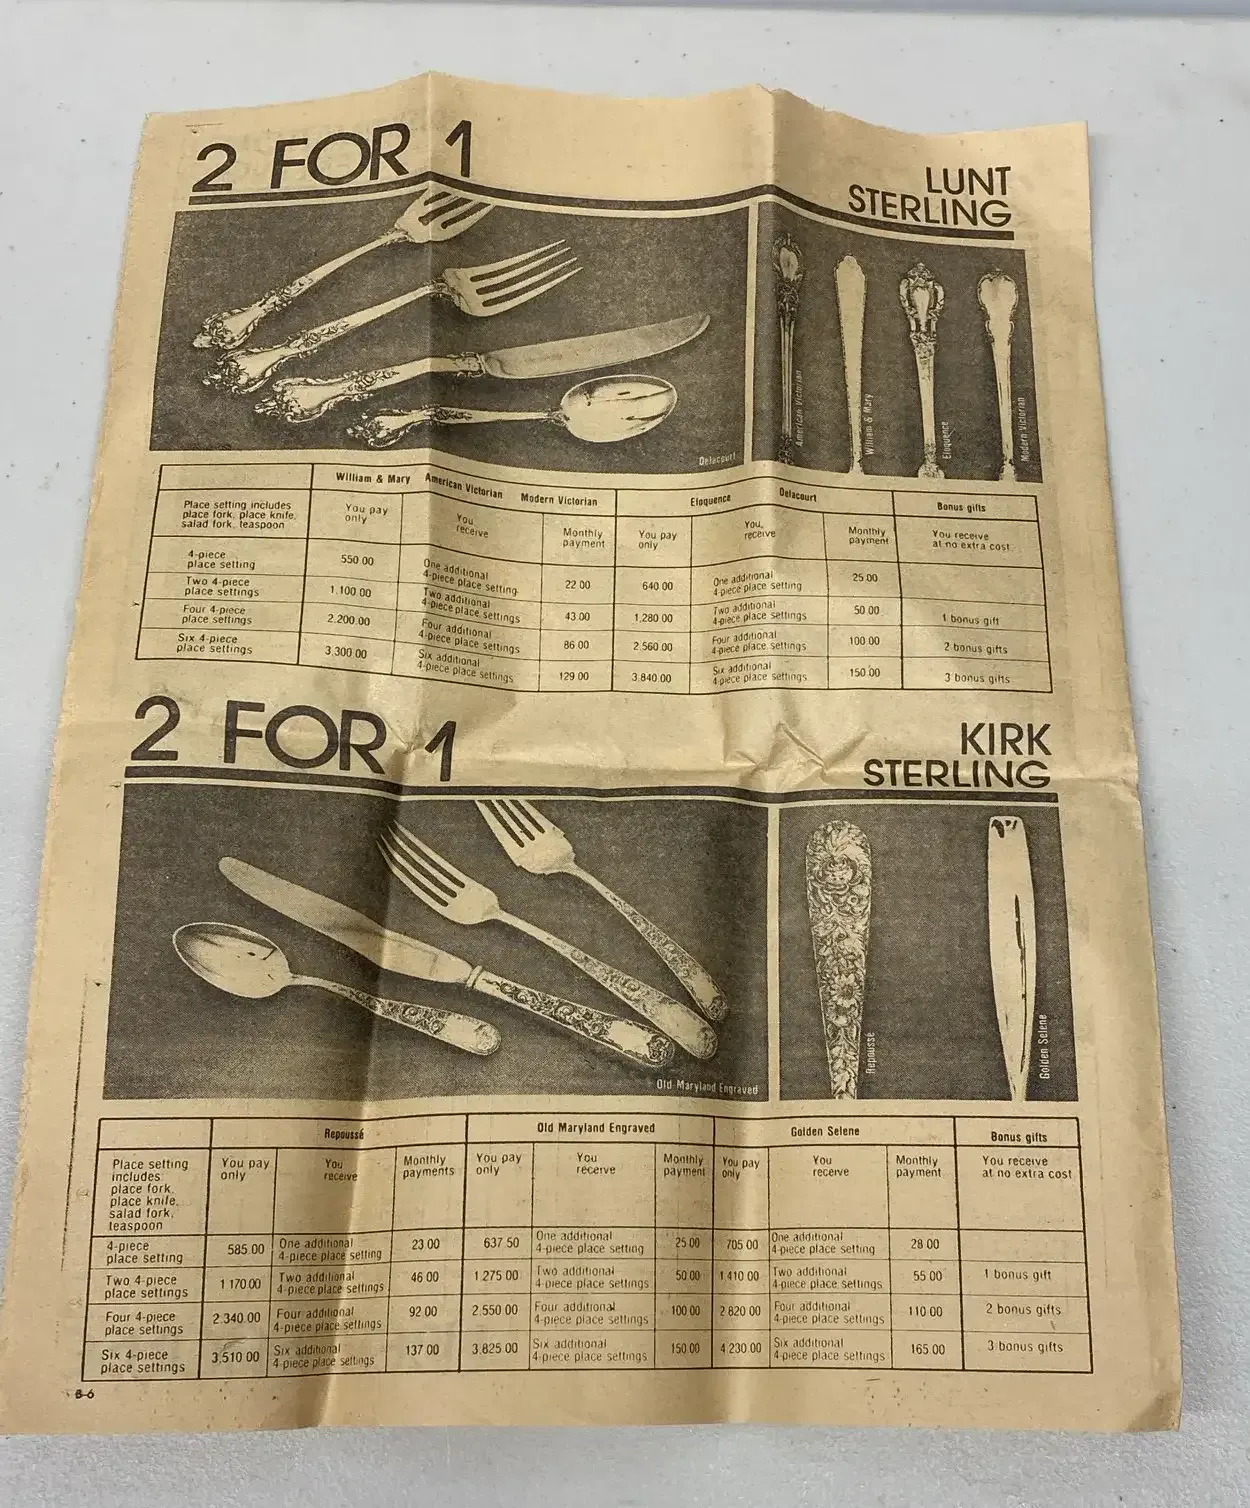 2 FOR 1
LUNT
STERLING
Delacourt
American Victorian
William & Mary
Eloquence
Modern Victorian
William & Mary American Victorian Modern Victorian Eloquence Delacourt Bonus gifts
Place setting includes
place fork, place knife,
salad fork, teaspoon
You pay
only
You
receive
Monthly
payment
You pay
only
You
receive
Monthly
payment
You receive
at no extra cost
4-piece
place setting
550.00
One additional
4-piece place setting
22.00
640.00
One additional
4-piece place setting
25.00
Two 4-piece
place settings
1,100.00
Two additional
4-piece place settings
43.00
1,280.00
Two additional
4-piece place settings
50.00
1 bonus gift
Four 4-piece
place settings
2,200.00
Four additional
4-piece place settings
86.00
2,560.00
Four additional
4-piece place settings
100.00
2 bonus gifts
Six 4-piece
place settings
3,300.00
Six additional
4-piece place settings
129.00
3,840.00
Six additional
4-piece place settings
150.00
3 bonus gifts
2 FOR 1
KIRK
STERLING
Old Maryland Engraved
Repoussé
Golden Selene
Repoussé Old Maryland Engraved Golden Selene Bonus gifts
Place setting
includes
place fork,
place knife,
salad fork,
teaspoon
You pay
only
You
receive
Monthly
payments
You pay
only
You
receive
Monthly
payment
You pay
only
You
receive
Monthly
payment
You receive
at no extra cost
4-piece
place setting
585.00
One additional
4-piece place setting
23.00
637.50
One additional
4-piece place setting
25.00
705.00
One additional
4-piece place setting
28.00
Two 4-piece
place settings
1,170.00
Two additional
4-piece place settings
46.00
1,275.00
Two additional
4-piece place settings
50.00
1,410.00
Two additional
4-piece place settings
55.00
1 bonus gift
Four 4-piece
place settings
2,340.00
Four additional
4-piece place settings
92.00
2,550.00
Four additional
4-piece place settings
100.00
2,820.00
Four additional
4-piece place settings
110.00
2 bonus gifts
Six 4-piece
place settings
3,510.00
Six additional
4-piece place settings
137.00
3,825.00
Six additional
4-piece place settings
150.00
4,230.00
Six additional
4-piece place settings
165.00
3 bonus gifts
B-6